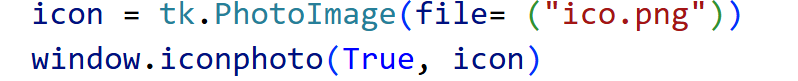 icon = tk.PhotoImage(file= ("ico.png"))
window.iconphoto(True, icon)